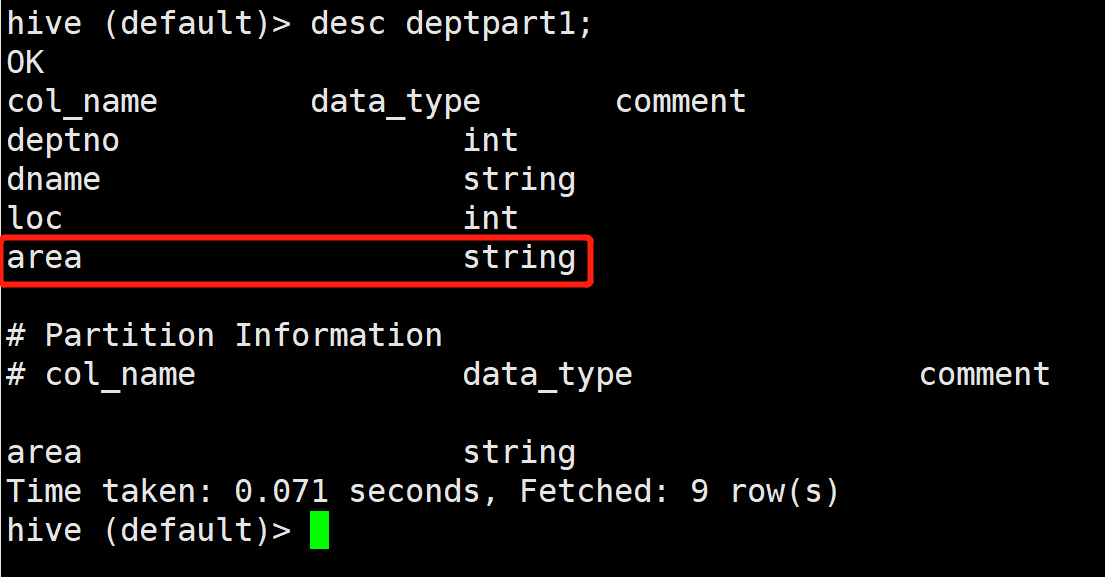 hive (default)> desc deptpart1;
OK
col_name data_type comment
deptno int
dname string
loc int
area string
# Partition Information
# col_name data_type comment
area string
Time taken: 0.071 seconds, Fetched: 9 row(s)
hive (default)>